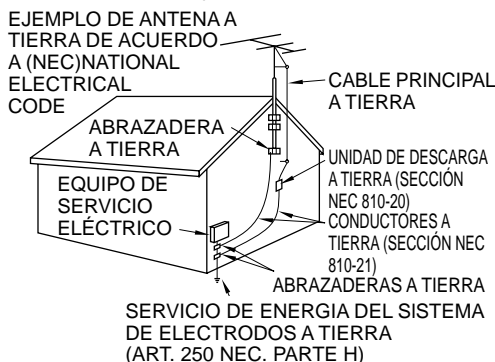 EJEMPLO DE ANTENA A
TIERRA DE ACUERDO
A (NEC)NATIONAL
ELECTRICAL
CODE
CABLE PRINCIPAL
A TIERRA
ABRAZADERA
A TIERRA
UNIDAD DE DESCARGA
A TIERRA (SECCIÓN
NEC 810-20)
EQUIPO DE
SERVICIO
ELÉCTRICO
CONDUCTORES A
TIERRA (SECCIÓN NEC
810-21)
ABRAZADERAS A TIERRA
SERVICIO DE ENERGIA DEL SISTEMA
DE ELECTRODOS A TIERRA
(ART. 250 NEC. PARTE H)